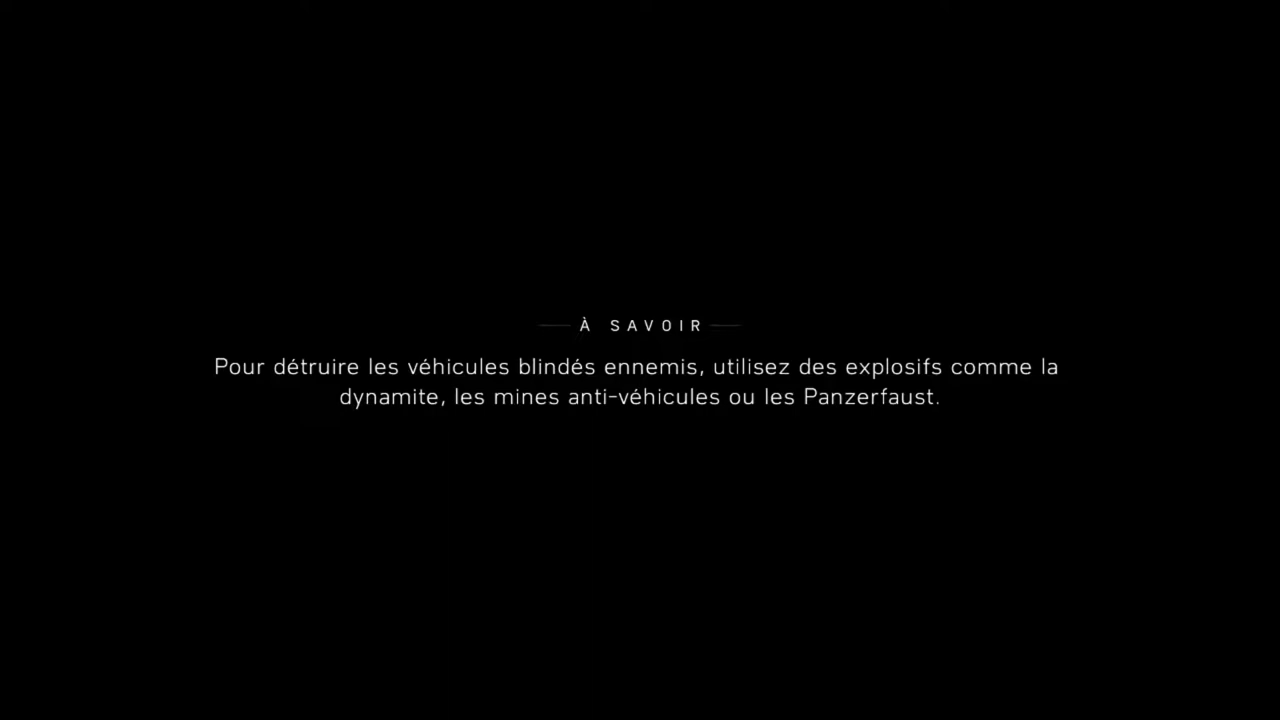 À SAVOIR
Pour détruire les véhicules blindés ennemis, utilisez des explosifs comme la
dynamite, les mines anti-véhicules ou les Panzerfaust.